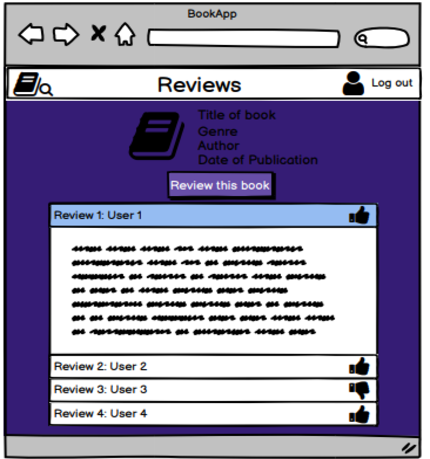 BookApp
Reviews
Log out
Title of book
Genre
Author
Date of Publication
Review this book
Review 1: User 1
Review 2: User 2
Review 3: User 3
Review 4: User 4